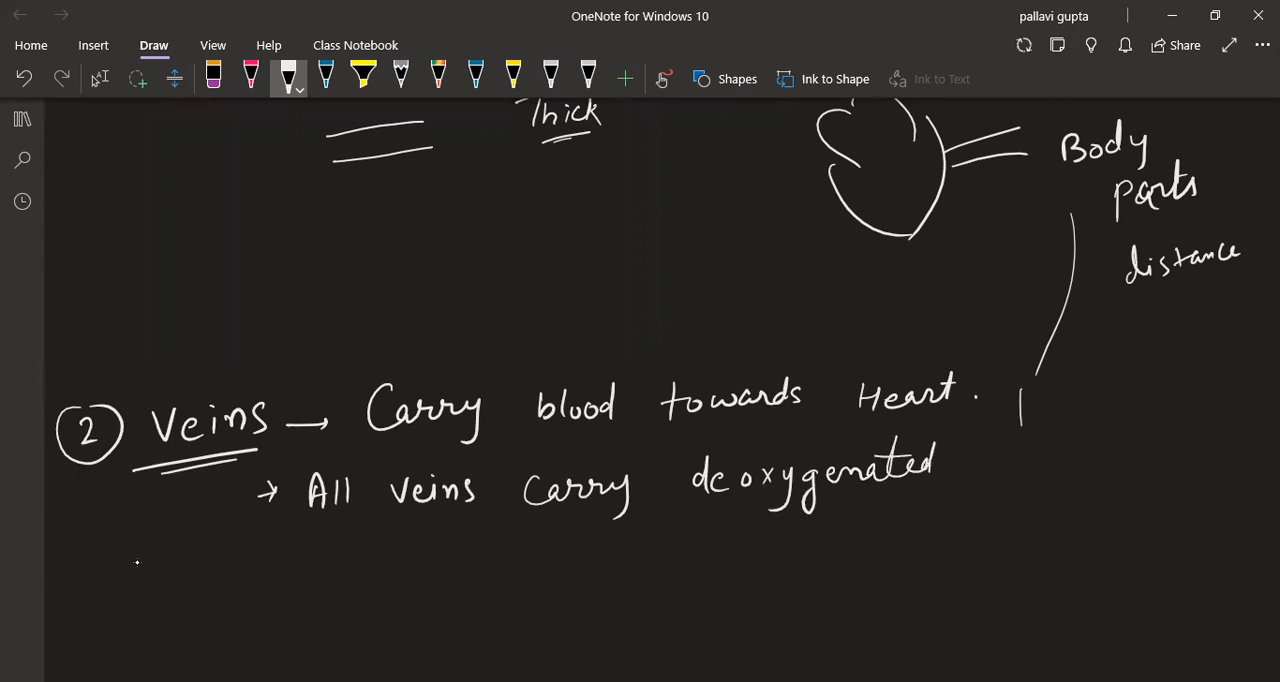 OneNote for Windows 10
pallavi gupta
Home Insert Draw View Help Class Notebook
Share
Shapes Ink to Shape Ink to Text
Thick
Body
parts
distance
2 Veins → Carry blood towards Heart.
→ All veins carry deoxygenated